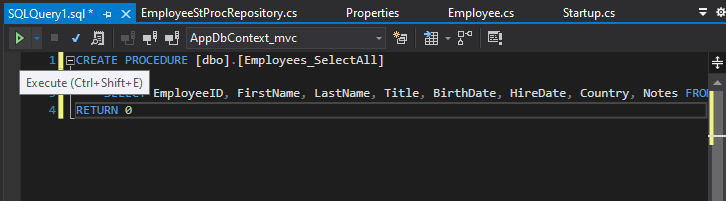 SQLQuery1.sql * EmployeeStProcRepository.cs Properties Employee.cs Startup.cs
AppDbContext_mvc
1 CREATE PROCEDURE [dbo].[Employees_SelectAll]
Execute (Ctrl+Shift+E)
EmployeeID, FirstName, LastName, Title, BirthDate, HireDate, Country, Notes FROM
4 RETURN 0